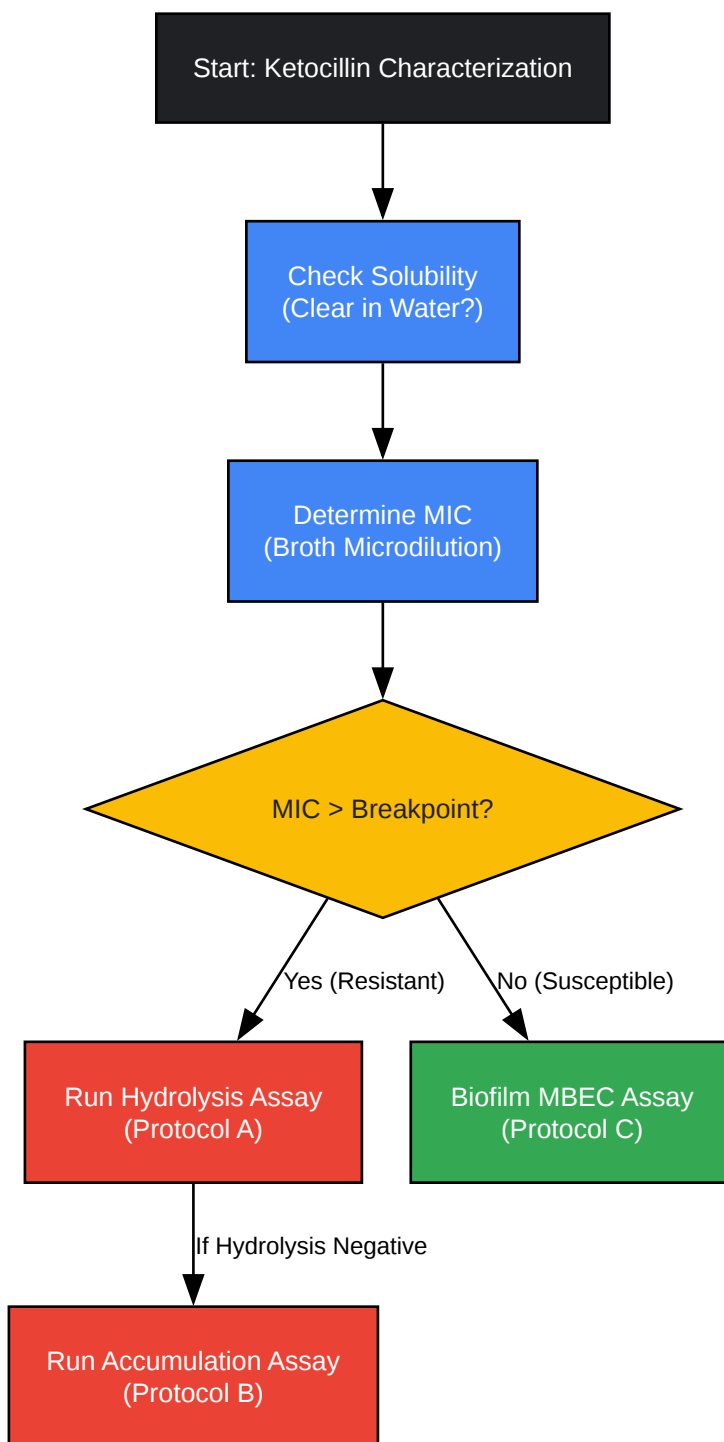 Start: Ketocillin Characterization
Check Solubility
(Clear in Water?)
Determine MIC
(Broth Microdilution)
MIC > Breakpoint?
Yes (Resistant)
No (Susceptible)
Run Hydrolysis Assay
(Protocol A)
Biofilm MBEC Assay
(Protocol C)
If Hydrolysis Negative
Run Accumulation Assay
(Protocol B)